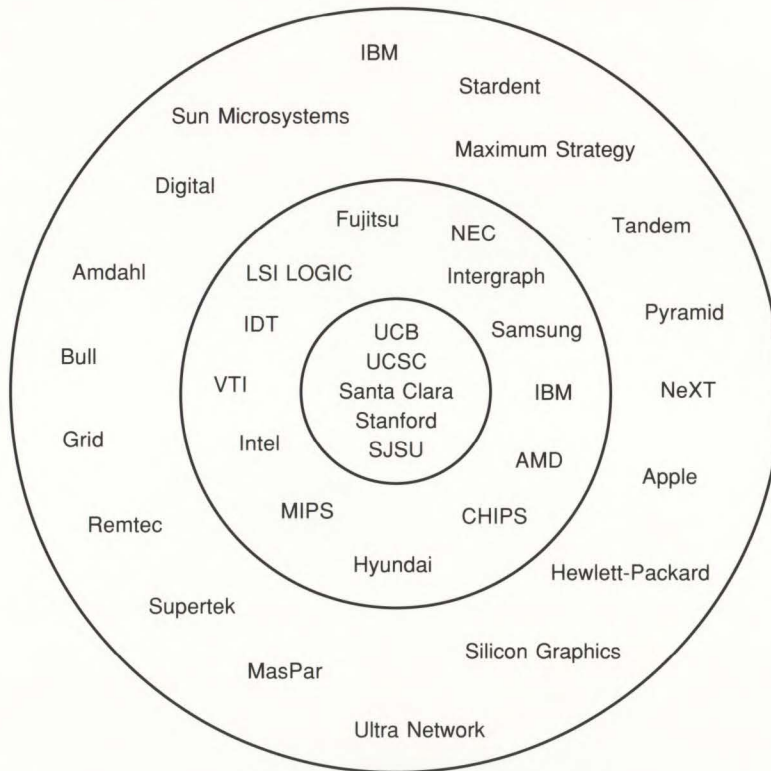 IBM
Stardent
Sun Microsystems
Maximum Strategy
Digital
Tandem
Fujitsu
NEC
Amdahl
LSI LOGIC
Intergraph
Pyramid
IDT
Samsung
UCB
Bull
UCSC
VTI
Santa Clara
IBM
NeXT
Stanford
Grid
Intel
SJSU
AMD
Apple
Remtec
MIPS
CHIPS
Hyundai
Hewlett-Packard
Supertek
Silicon Graphics
MasPar
Ultra Network